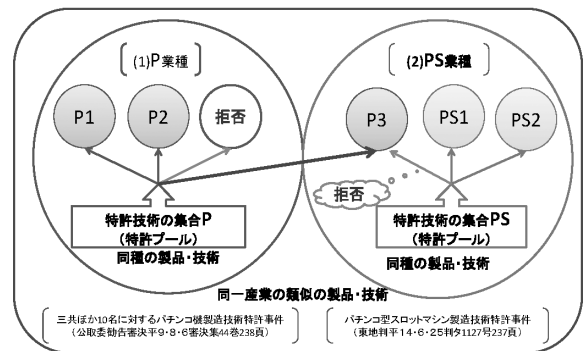 (1)P業種
(2)PS業種
P1
P2
拒否
P3
PS1
PS2
拒否
特許技術の集合P
(特許プール)
特許技術の集合PS
(特許プール)
同種の製品・技術
同種の製品・技術
同一産業の類似の製品・技術
三共ほか10名に対するパチンコ機製造技術特許事件
(公取委勧告審決平9・8・6審決集44巻238頁)
パチンコ型スロットマシン製造技術特許事件
(東地判平14・6・25判タ1127号237頁)